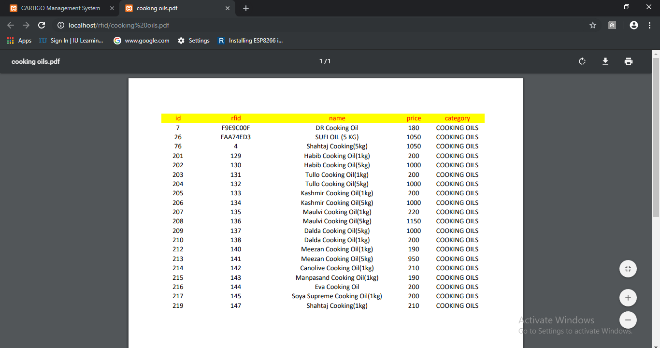 CARTGO Management System
cooking oils.pdf
localhost/rfid/cooking%20oils.pdf
Apps
Sign In | IU Learnin...
www.google.com
Settings
Installing ESP8266 i...
cooking oils.pdf
1 / 1
id rfid name price category
7 F9E9C00F DR Cooking Oil 180 COOKING OILS
26 FAA74FD3 SUFI OIL (5 KG) 1050 COOKING OILS
76 4 Shahtaj Cooking(5kg) 1050 COOKING OILS
201 129 Habib Cooking Oil(1kg) 200 COOKING OILS
202 130 Habib Cooking Oil(5kg) 1000 COOKING OILS
203 131 Tullo Cooking Oil(1kg) 200 COOKING OILS
204 132 Tullo Cooking Oil(5kg) 1000 COOKING OILS
205 133 Kashmir Cooking Oil(1kg) 200 COOKING OILS
206 134 Kashmir Cooking Oil(5kg) 1000 COOKING OILS
207 135 Maulvi Cooking Oil(1kg) 220 COOKING OILS
208 136 Maulvi Cooking Oil(5kg) 1150 COOKING OILS
209 137 Dalda Cooking Oil(5kg) 1000 COOKING OILS
210 138 Dalda Cooking Oil(1kg) 200 COOKING OILS
212 140 Meezan Cooking Oil(1kg) 190 COOKING OILS
213 141 Meezan Cooking Oil(5kg) 950 COOKING OILS
214 142 Canolive Cooking Oil(1kg) 210 COOKING OILS
215 143 Manpasand Cooking Oil(1kg) 190 COOKING OILS
216 144 Eva Cooking Oil 200 COOKING OILS
217 145 Soya Supreme Cooking Oil(1kg) 200 COOKING OILS
219 147 Shahtaj Cooking(1kg) 210 COOKING OILS
Activate Windows
Go to Settings to activate Windows.